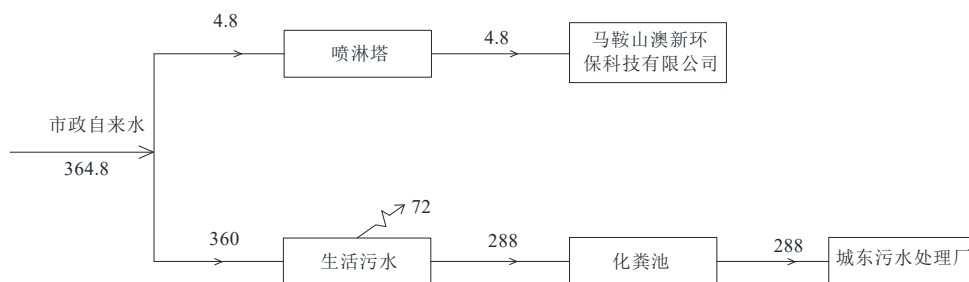 4.8
喷淋塔
4.8
马鞍山澳新环
保科技有限公司
市政自来水
364.8
360
生活污水
72
288
化粪池
288
城东污水处理厂